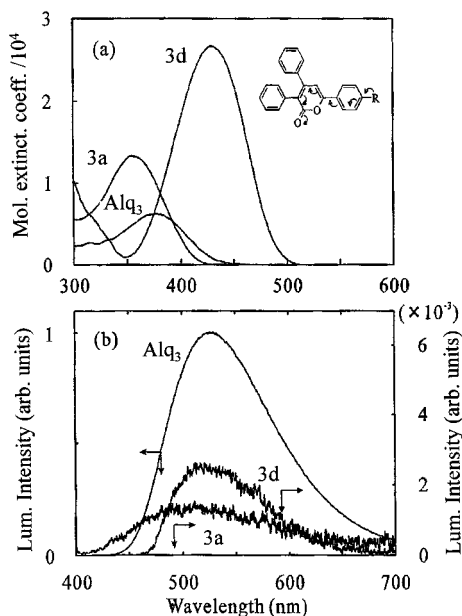 (a)
3d
3a
Alq3
R
O
O
Mol. extinct. coeff. /10⁴
3
2
1
0
300
400
500
600
(b)
(×10⁻³)
Alq3
3d
3a
Lum. Intensity (arb. units)
1
0
Lum. Intensity (arb. units)
6
4
2
0
400
500
600
700
Wavelength (nm)